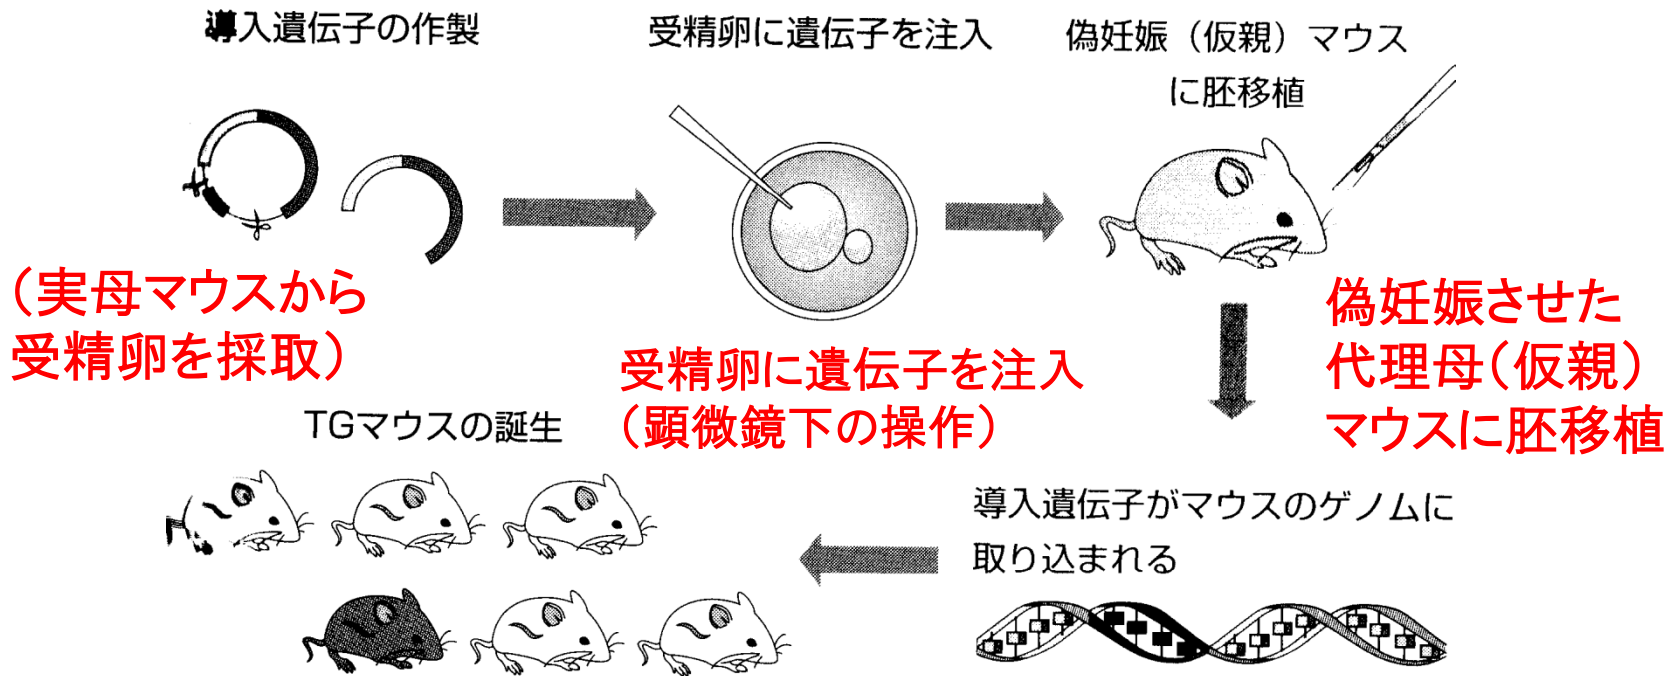 導入遺伝子の作製
受精卵に遺伝子を注入
偽妊娠（仮親）マウス
に胚移植
（実母マウスから
受精卵を採取）
受精卵に遺伝子を注入
（顕微鏡下の操作）
偽妊娠させた
代理母（仮親）
マウスに胚移植
導入遺伝子がマウスのゲノムに
取り込まれる
TGマウスの誕生